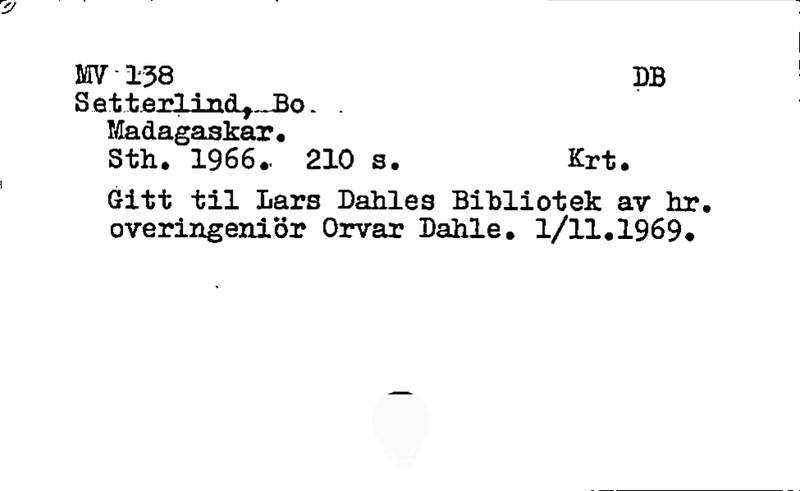 MV 138 DB
Setterlind, Bo.
Madagaskar.
Sth. 1966. 210 s. Krt.
Gitt til Lars Dahles Bibliotek av hr.
overingeniör Orvar Dahle. 1/11.1969.